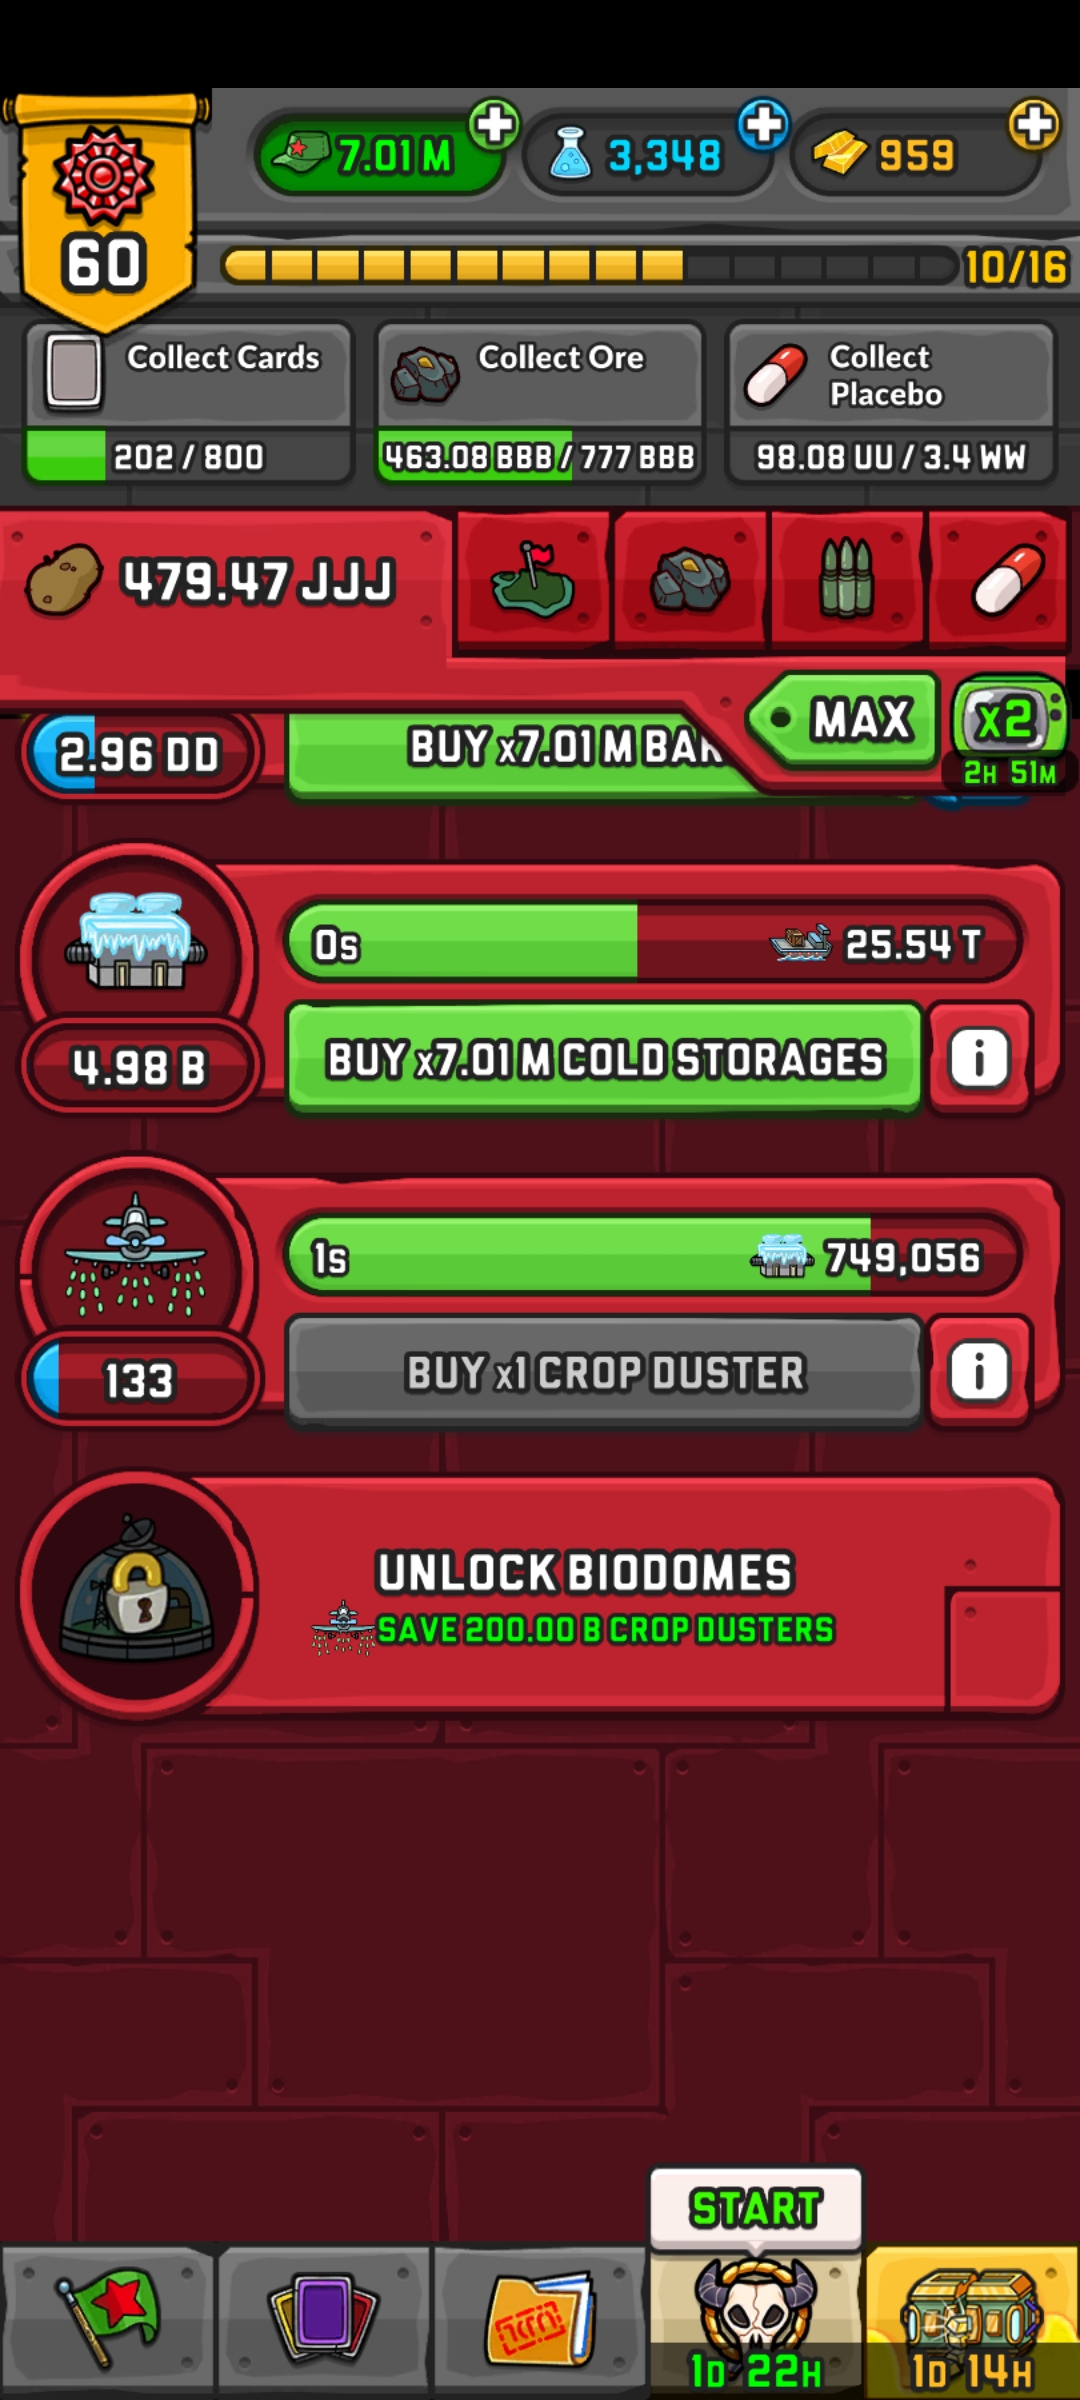 7.01 M
3,348
959
60
10/16
Collect Cards
202 / 800
Collect Ore
463.08 BBB / 777 BBB
Collect
Placebo
98.08 UU / 3.4 WW
479.47 JJJ
MAX
x2
2H 51M
2.96 DD
BUY x7.01 M BAR
0s
25.54 T
4.98 B
BUY x7.01 M COLD STORAGES
i
1s
749,056
133
BUY x1 CROP DUSTER
i
UNLOCK BIODOMES
SAVE 200.00 B CROP DUSTERS
START
1D 22H
1D 14H